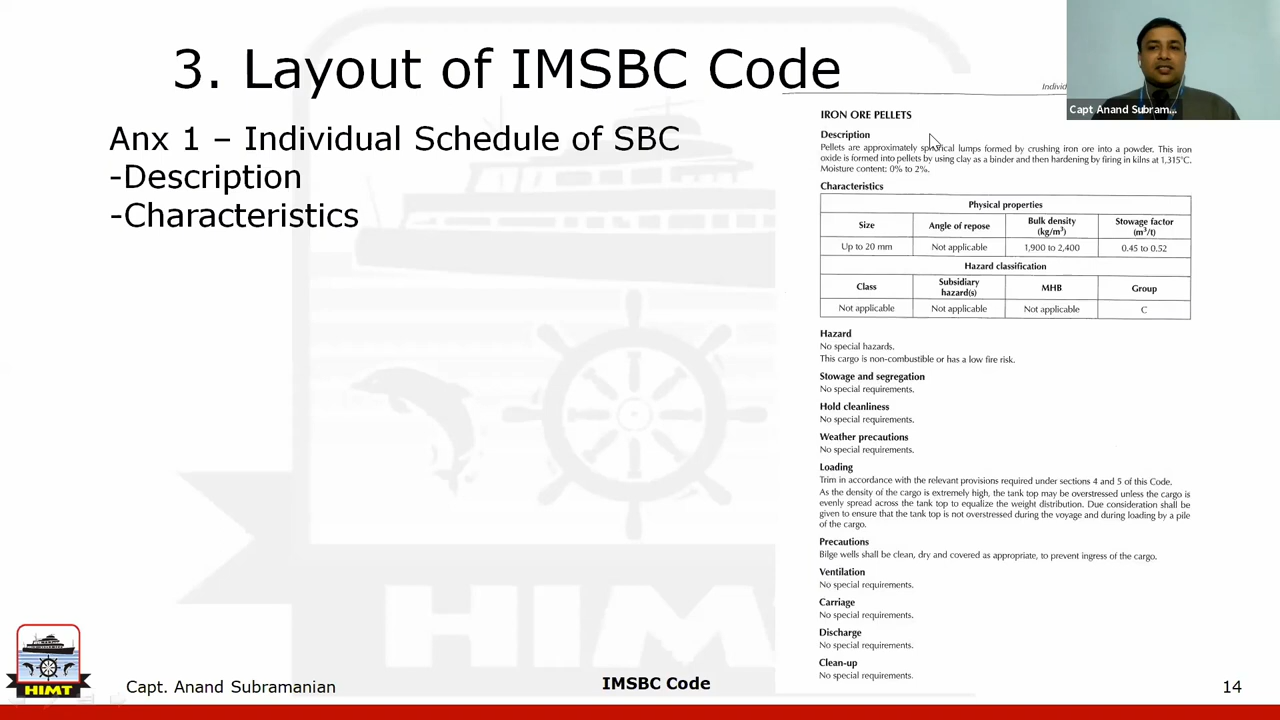 3. Layout of IMSBC Code
Anx 1 – Individual Schedule of SBC
-Description
-Characteristics
Individ
Capt Anand Subram...
IRON ORE PELLETS
Description
Pellets are approximately spherical lumps formed by crushing iron ore into a powder. This iron
oxide is formed into pellets by using clay as a binder and then hardening by firing in kilns at 1,315°C.
Moisture content: 0% to 2%.
Characteristics
Physical properties
Size Angle of repose Bulk density (kg/m³) Stowage factor (m³/t)
Up to 20 mm Not applicable 1,900 to 2,400 0.45 to 0.52
Hazard classification
Class Subsidiary hazard(s) MHB Group
Not applicable Not applicable Not applicable C
Hazard
No special hazards.
This cargo is non-combustible or has a low fire risk.
Stowage and segregation
No special requirements.
Hold cleanliness
No special requirements.
Weather precautions
No special requirements.
Loading
Trim in accordance with the relevant provisions required under sections 4 and 5 of this Code.
As the density of the cargo is extremely high, the tank top may be overstressed unless the cargo is
evenly spread across the tank top to equalize the weight distribution. Due consideration shall be
given to ensure that the tank top is not overstressed during the voyage and during loading by a pile
of the cargo.
Precautions
Bilge wells shall be clean, dry and covered as appropriate, to prevent ingress of the cargo.
Ventilation
No special requirements.
Carriage
No special requirements.
Discharge
No special requirements.
Clean-up
No special requirements.
HIM
HIMT
Capt. Anand Subramanian
IMSBC Code
14